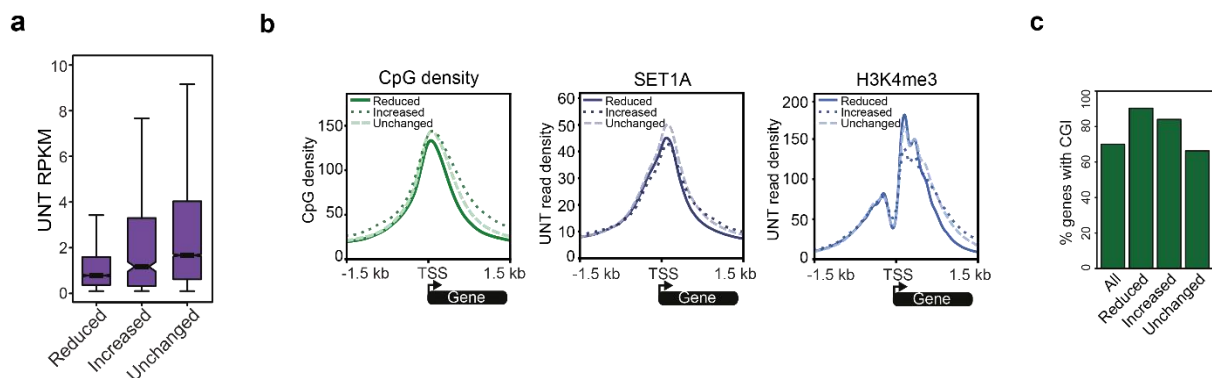 a
UNT RPKM
10
8
6
4
2
0
Reduced
Increased
Unchanged
b
CpG density
CpG density
150
100
50
0
Reduced
Increased
Unchanged
-1.5 kb
TSS
1.5 kb
Gene
SET1A
UNT read density
60
50
40
30
20
10
0
Reduced
Increased
Unchanged
-1.5 kb
TSS
1.5 kb
Gene
H3K4me3
UNT read density
200
150
100
50
0
Reduced
Increased
Unchanged
-1.5 kb
TSS
1.5 kb
Gene
c
% genes with CGI
100
80
60
40
20
0
All
Reduced
Increased
Unchanged